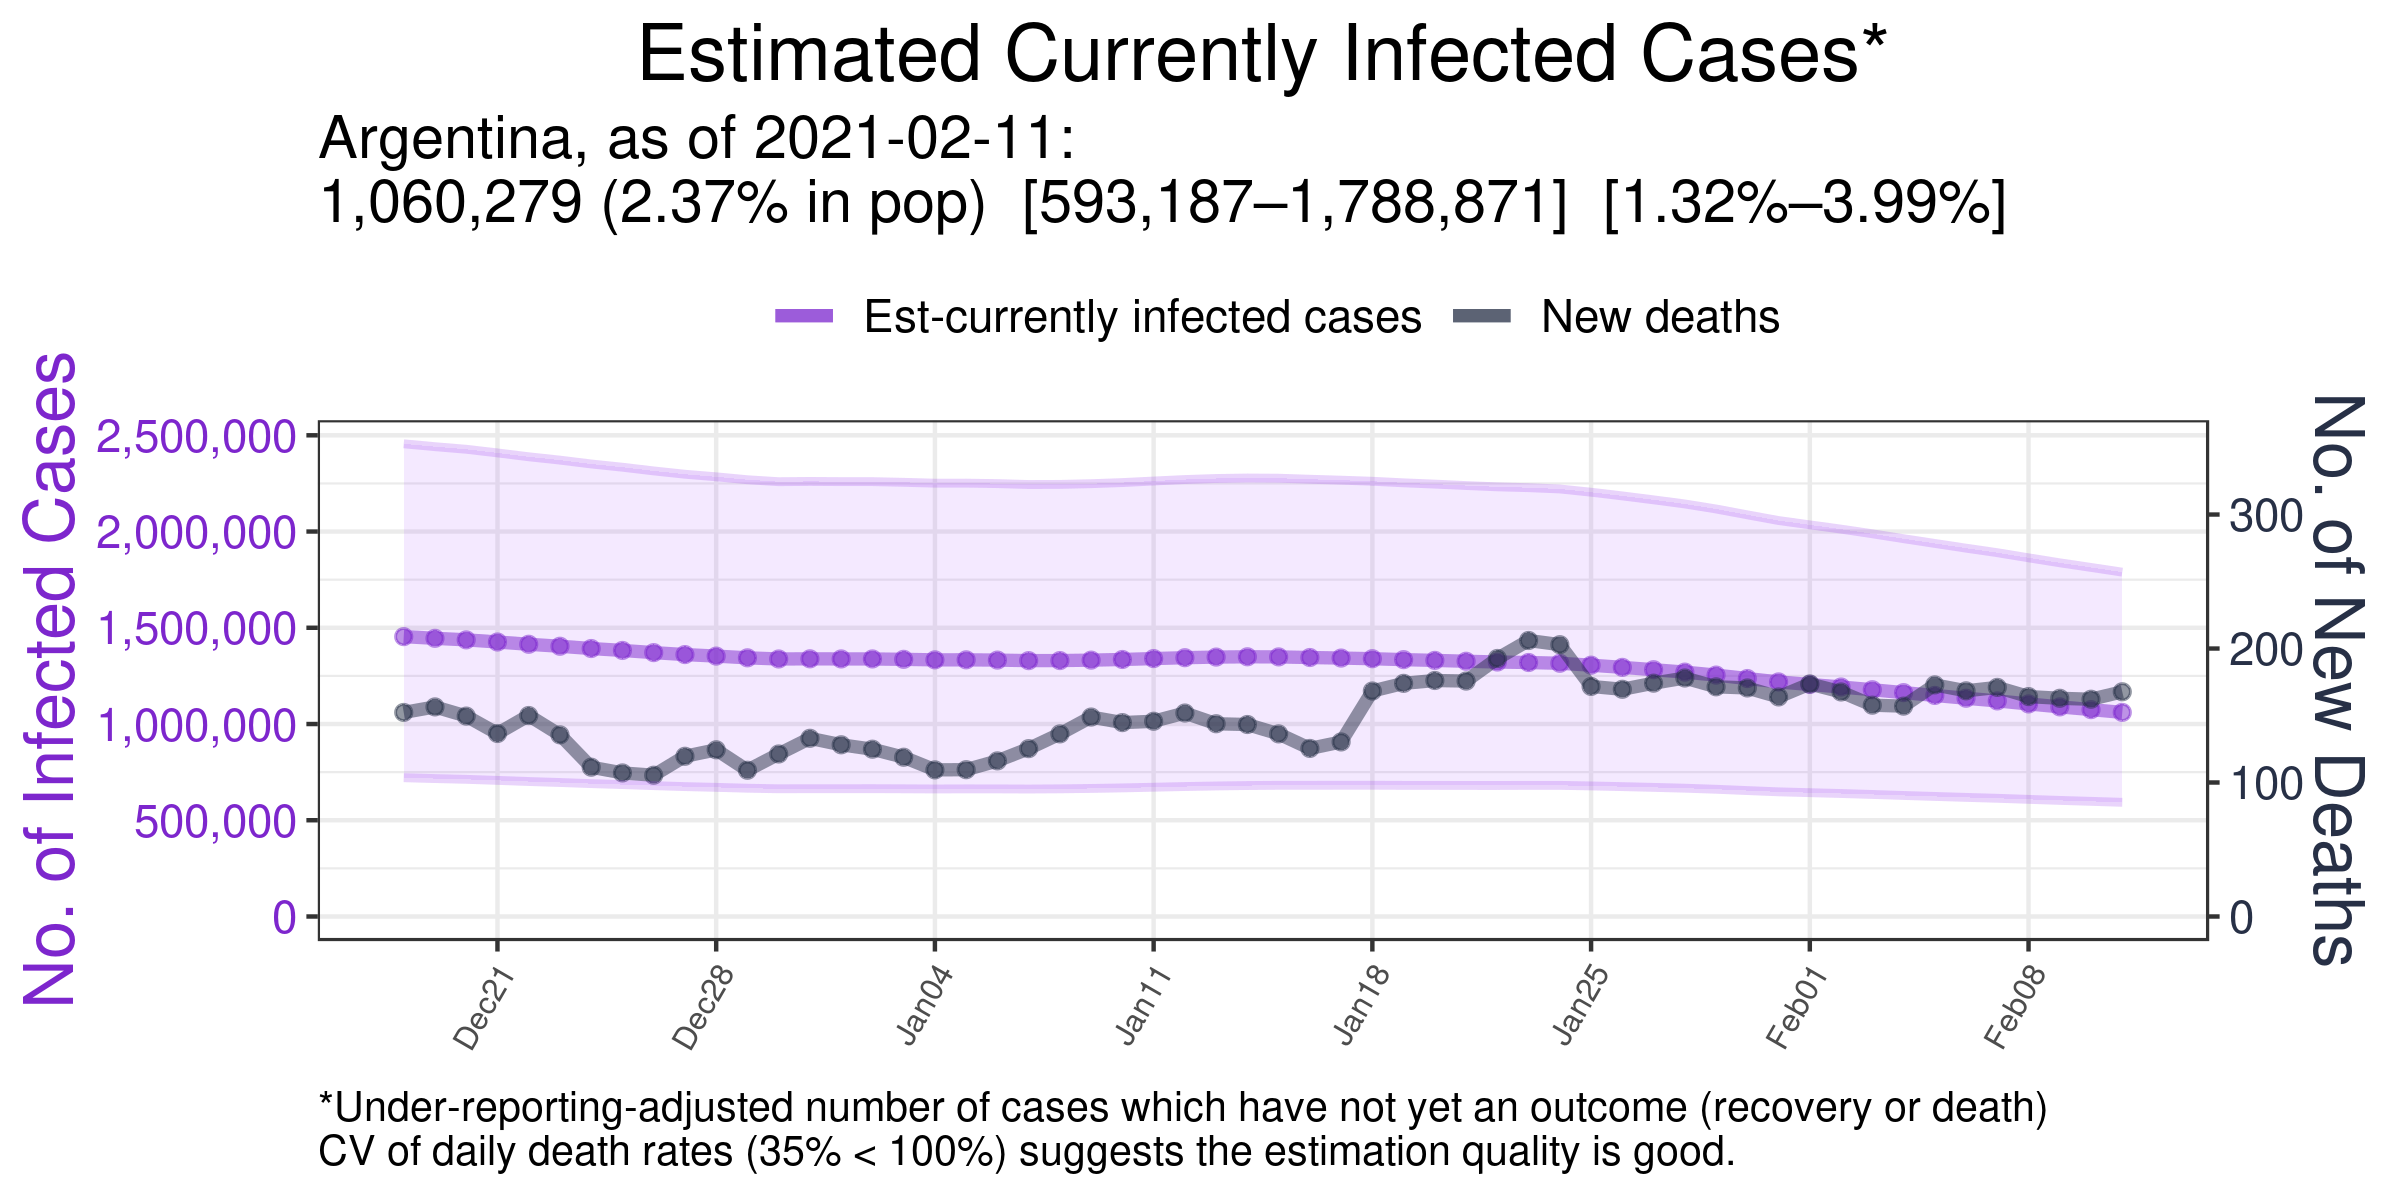 Estimated Currently Infected Cases*
Argentina, as of 2021-02-11:
1,060,279 (2.37% in pop)  [593,187–1,788,871]  [1.32%–3.99%]
Est-currently infected cases
New deaths
No. of Infected Cases
2,500,000
2,000,000
1,500,000
1,000,000
500,000
0
300
200
100
0
No. of New Deaths
Dec21
Dec28
Jan04
Jan11
Jan18
Jan25
Feb01
Feb08
*Under-reporting-adjusted number of cases which have not yet an outcome (recovery or death)
CV of daily death rates (35% < 100%) suggests the estimation quality is good.